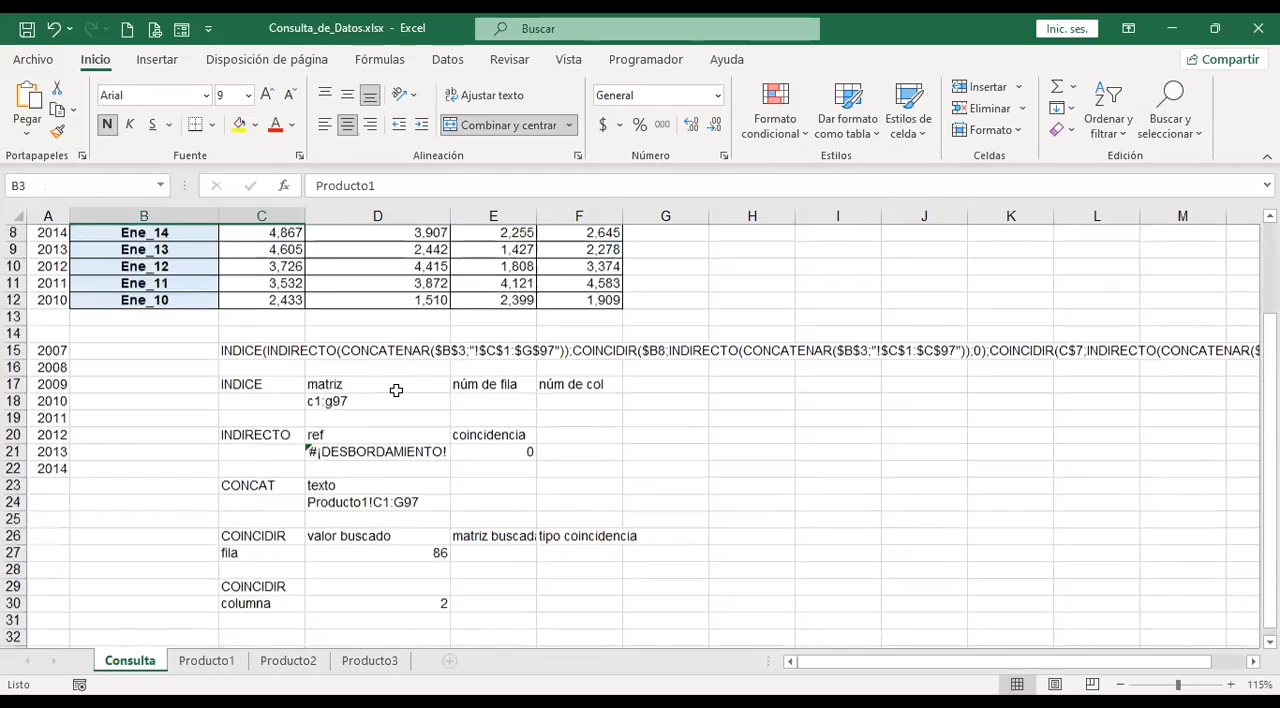 Consulta_de_Datos.xlsx - Excel
Buscar
Inic. ses.
Archivo Inicio Insertar Disposición de página Fórmulas Datos Revisar Vista Programador Ayuda
Compartir
Pegar
Arial 9
N K S
Ajustar texto
Combinar y centrar
General
$ % 000
Formato condicional
Dar formato como tabla
Estilos de celda
Insertar
Eliminar
Formato
Ordenar y filtrar
Buscar y seleccionar
Portapapeles Fuente Alineación Número Estilos Celdas Edición
B3 fx Producto1
A B C D E F G H I J K L M
8 2014 Ene_14 4,867 3,907 2,255 2,645
9 2013 Ene_13 4,605 2,442 1,427 2,278
10 2012 Ene_12 3,726 4,415 1,808 3,374
11 2011 Ene_11 3,532 3,872 4,121 4,583
12 2010 Ene_10 2,433 1,510 2,399 1,909
13
14
15 2007 INDICE(INDIRECTO(CONCATENAR($B$3;"!$C$1:$G$97"));COINCIDIR($B8;INDIRECTO(CONCATENAR($B$3;"!$C$1:$C$97"));0);COINCIDIR(C$7;INDIRECTO(CONCATENAR($B$3;"!$C$1:$
16 2008
17 2009 INDICE matriz núm de fila núm de col
18 2010 c1:g97
19 2011
20 2012 INDIRECTO ref coincidencia
21 2013 #¡DESBORDAMIENTO! 0
22 2014
23 CONCAT texto
24 Producto1!C1:G97
25
26 COINCIDIR valor buscado matriz buscada tipo coincidencia
27 fila 86
28
29 COINCIDIR
30 columna 2
31
32
Consulta Producto1 Producto2 Producto3
Listo 115%